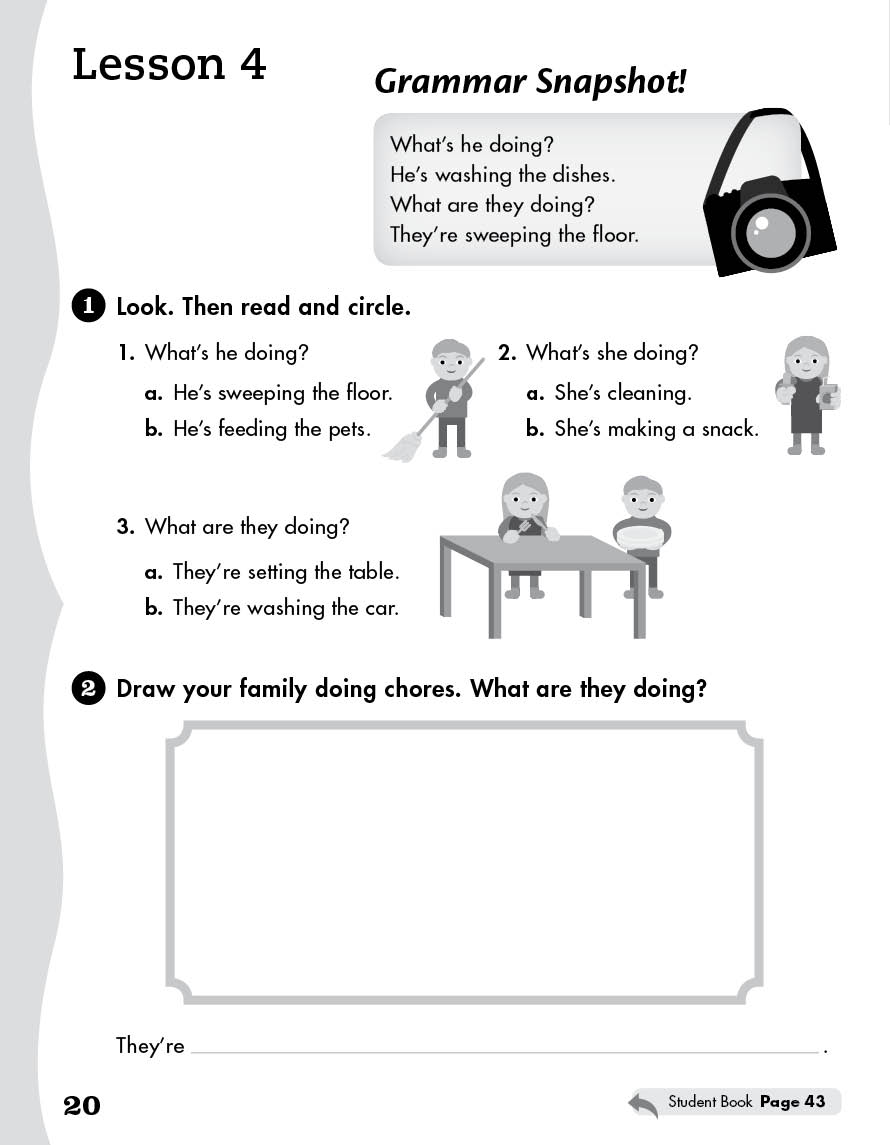 Lesson 4
Grammar Snapshot!
What's he doing?
He's washing the dishes.
What are they doing?
They're sweeping the floor.
1 Look. Then read and circle.
1. What's he doing?
a. He's sweeping the floor.
b. He's feeding the pets.
2. What's she doing?
a. She's cleaning.
b. She's making a snack.
3. What are they doing?
a. They're setting the table.
b. They're washing the car.
2 Draw your family doing chores. What are they doing?
They're .
20
Student Book Page 43